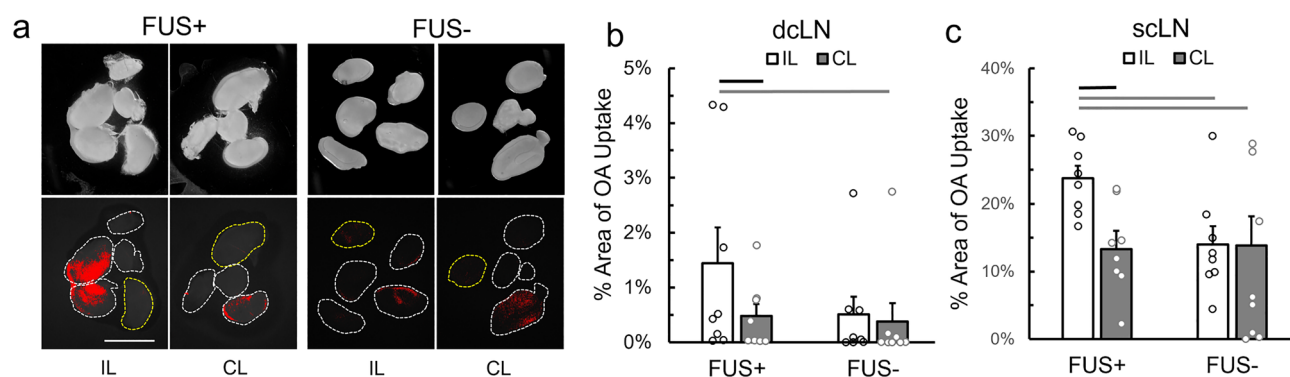 a
FUS+
FUS-
IL
CL
IL
CL
b
dcLN
IL CL
% Area of OA Uptake
5%
4%
3%
2%
1%
0%
FUS+
FUS-
c
scLN
IL CL
% Area of OA Uptake
40%
30%
20%
10%
0%
FUS+
FUS-